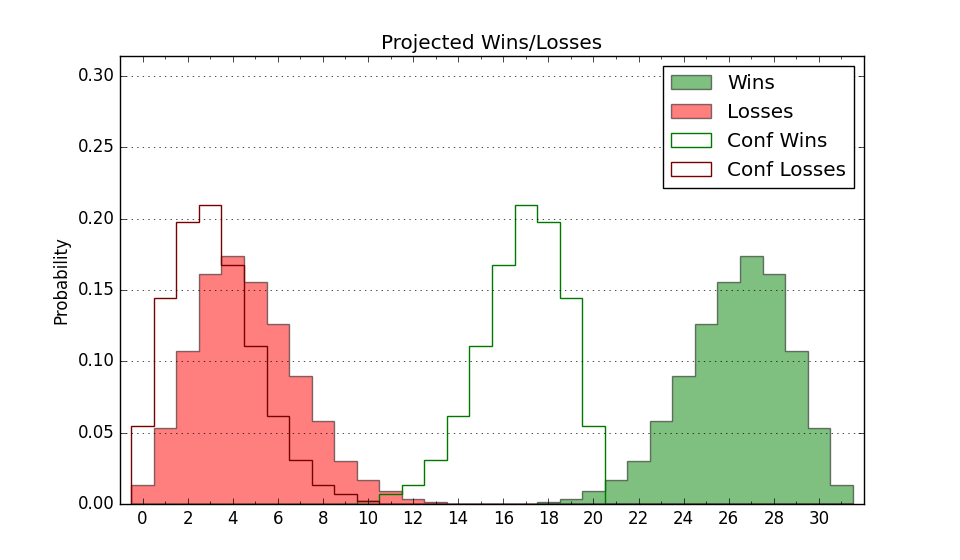 Projected Wins/Losses
0.30
0.25
0.20
0.15
0.10
0.05
0.00
Probability
Wins
Losses
Conf Wins
Conf Losses
0 2 4 6 8 10 12 14 16 18 20 22 24 26 28 30